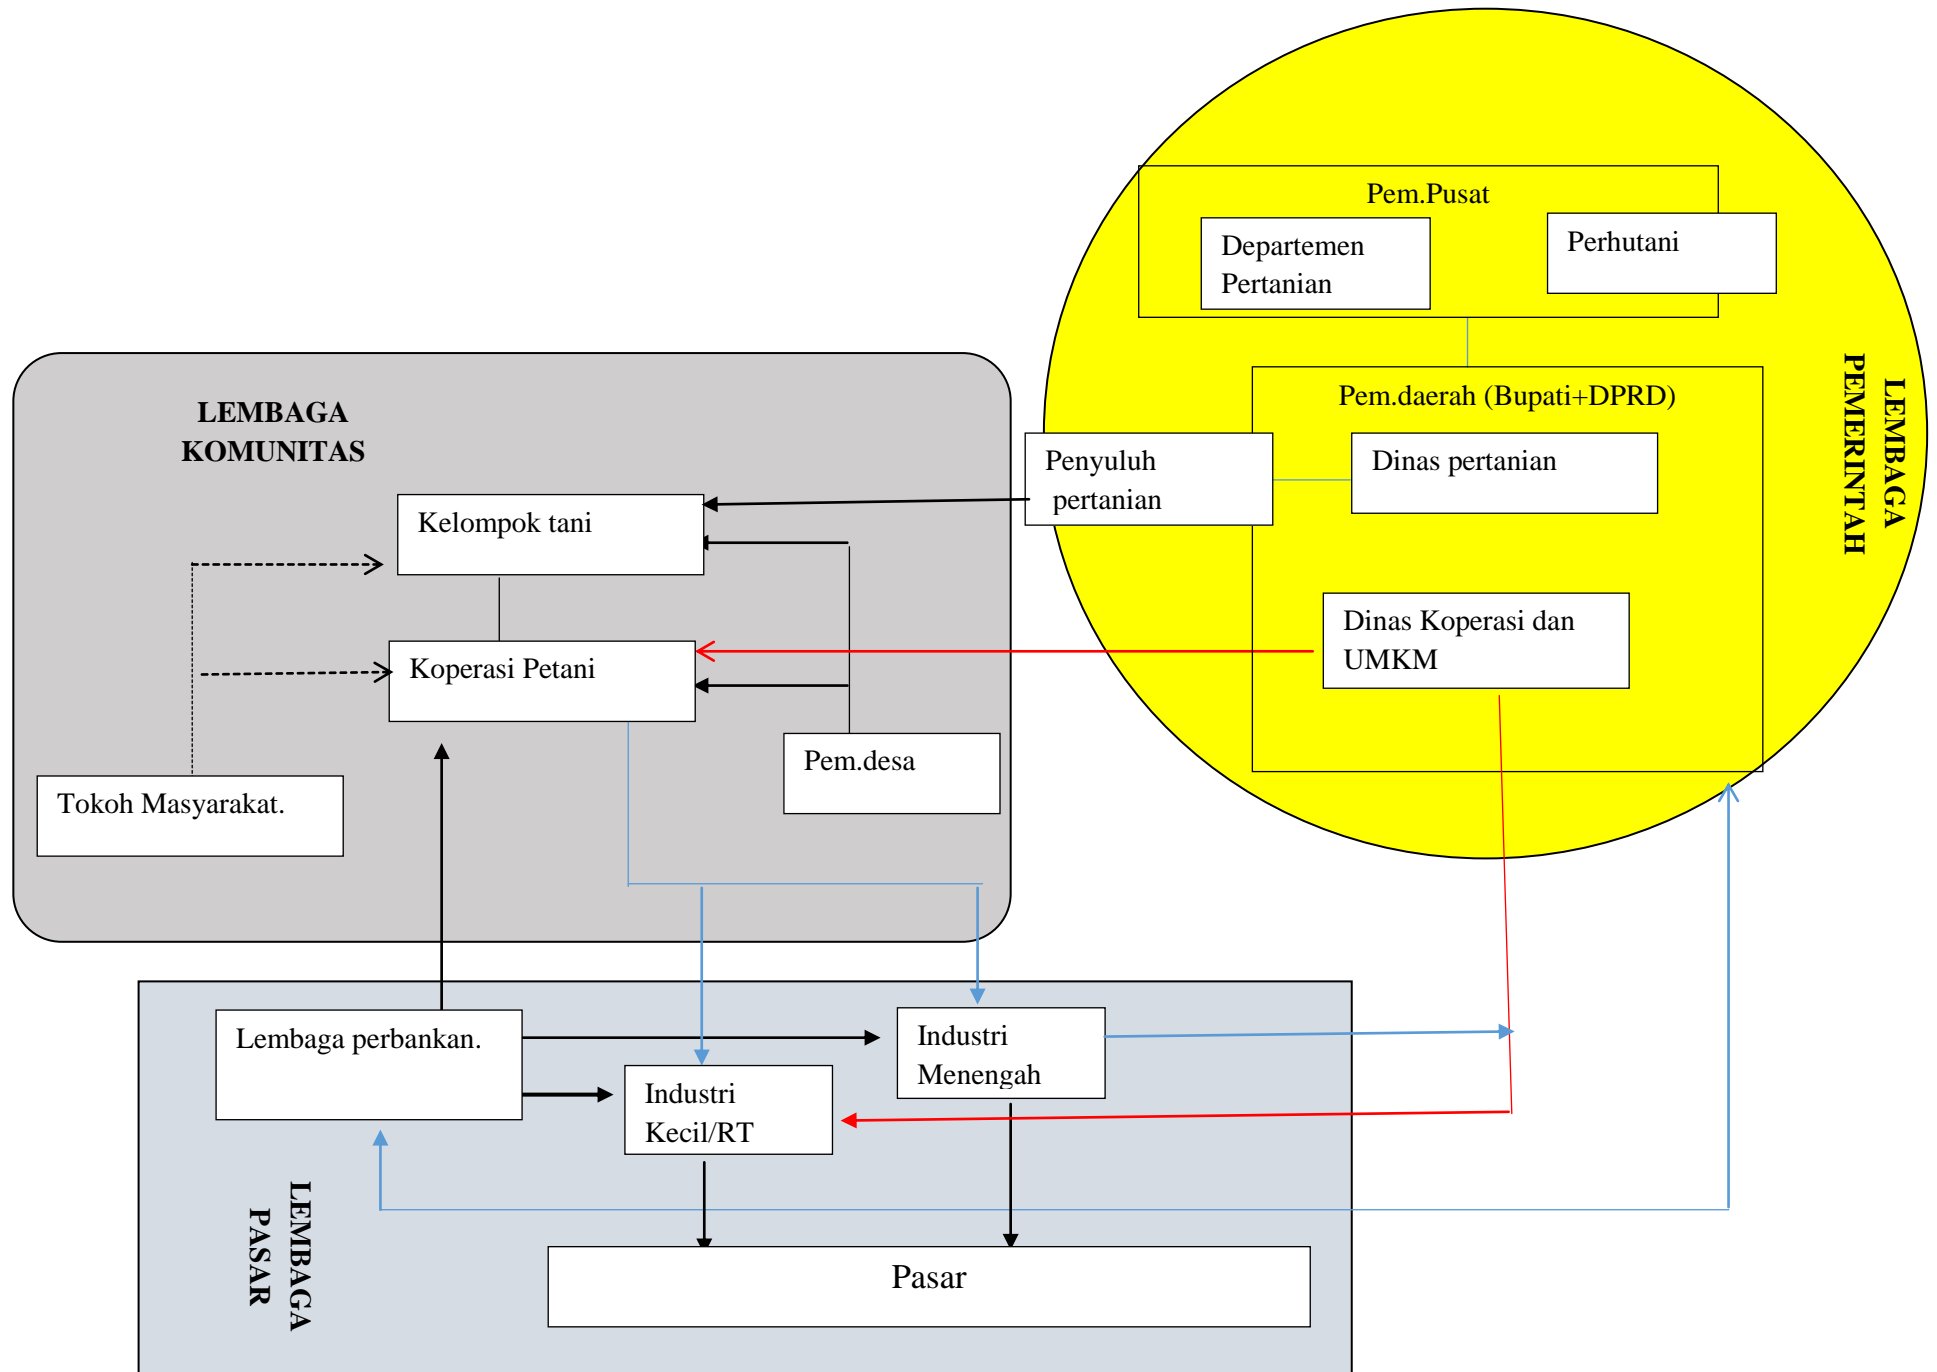 Pem.Pusat
Departemen
Pertanian
Perhutani
LEMBAGA
PEMERINTAH
Pem.daerah (Bupati+DPRD)
Penyuluh
pertanian
Dinas pertanian
Dinas Koperasi dan
UMKM
LEMBAGA
KOMUNITAS
Kelompok tani
Koperasi Petani
Pem.desa
Tokoh Masyarakat.
Lembaga perbankan.
Industri
Menengah
Industri
Kecil/RT
LEMBAGA
PASAR
Pasar